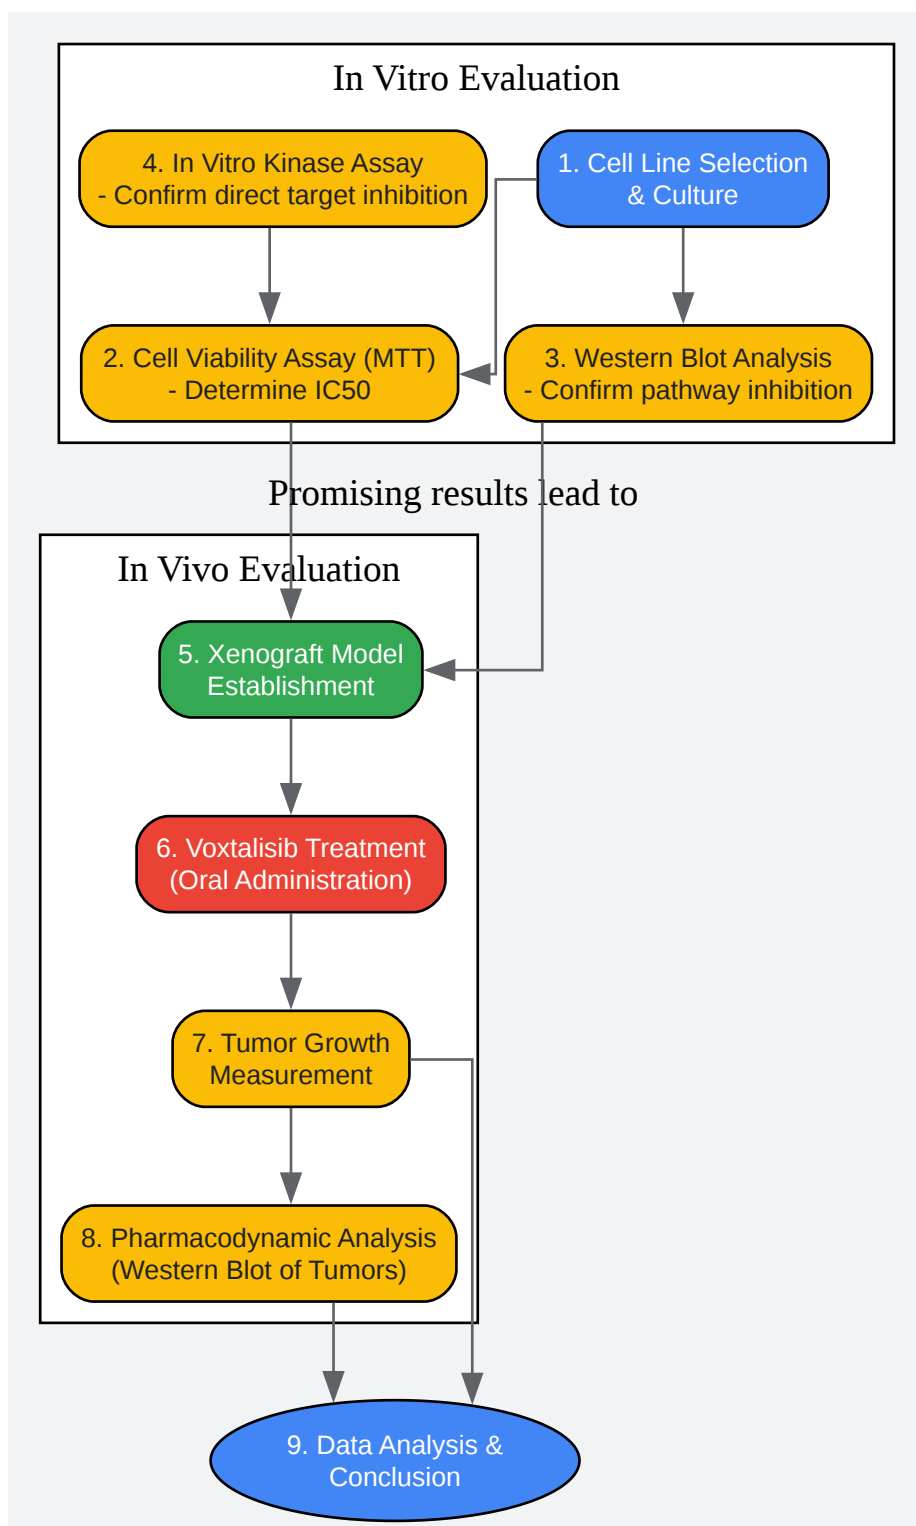 In Vitro Evaluation
4. In Vitro Kinase Assay
- Confirm direct target inhibition
1. Cell Line Selection
& Culture
2. Cell Viability Assay (MTT)
- Determine IC50
3. Western Blot Analysis
- Confirm pathway inhibition
Promising results lead to
In Vivo Evaluation
5. Xenograft Model
Establishment
6. Voxtalisib Treatment
(Oral Administration)
7. Tumor Growth
Measurement
8. Pharmacodynamic Analysis
(Western Blot of Tumors)
9. Data Analysis &
Conclusion